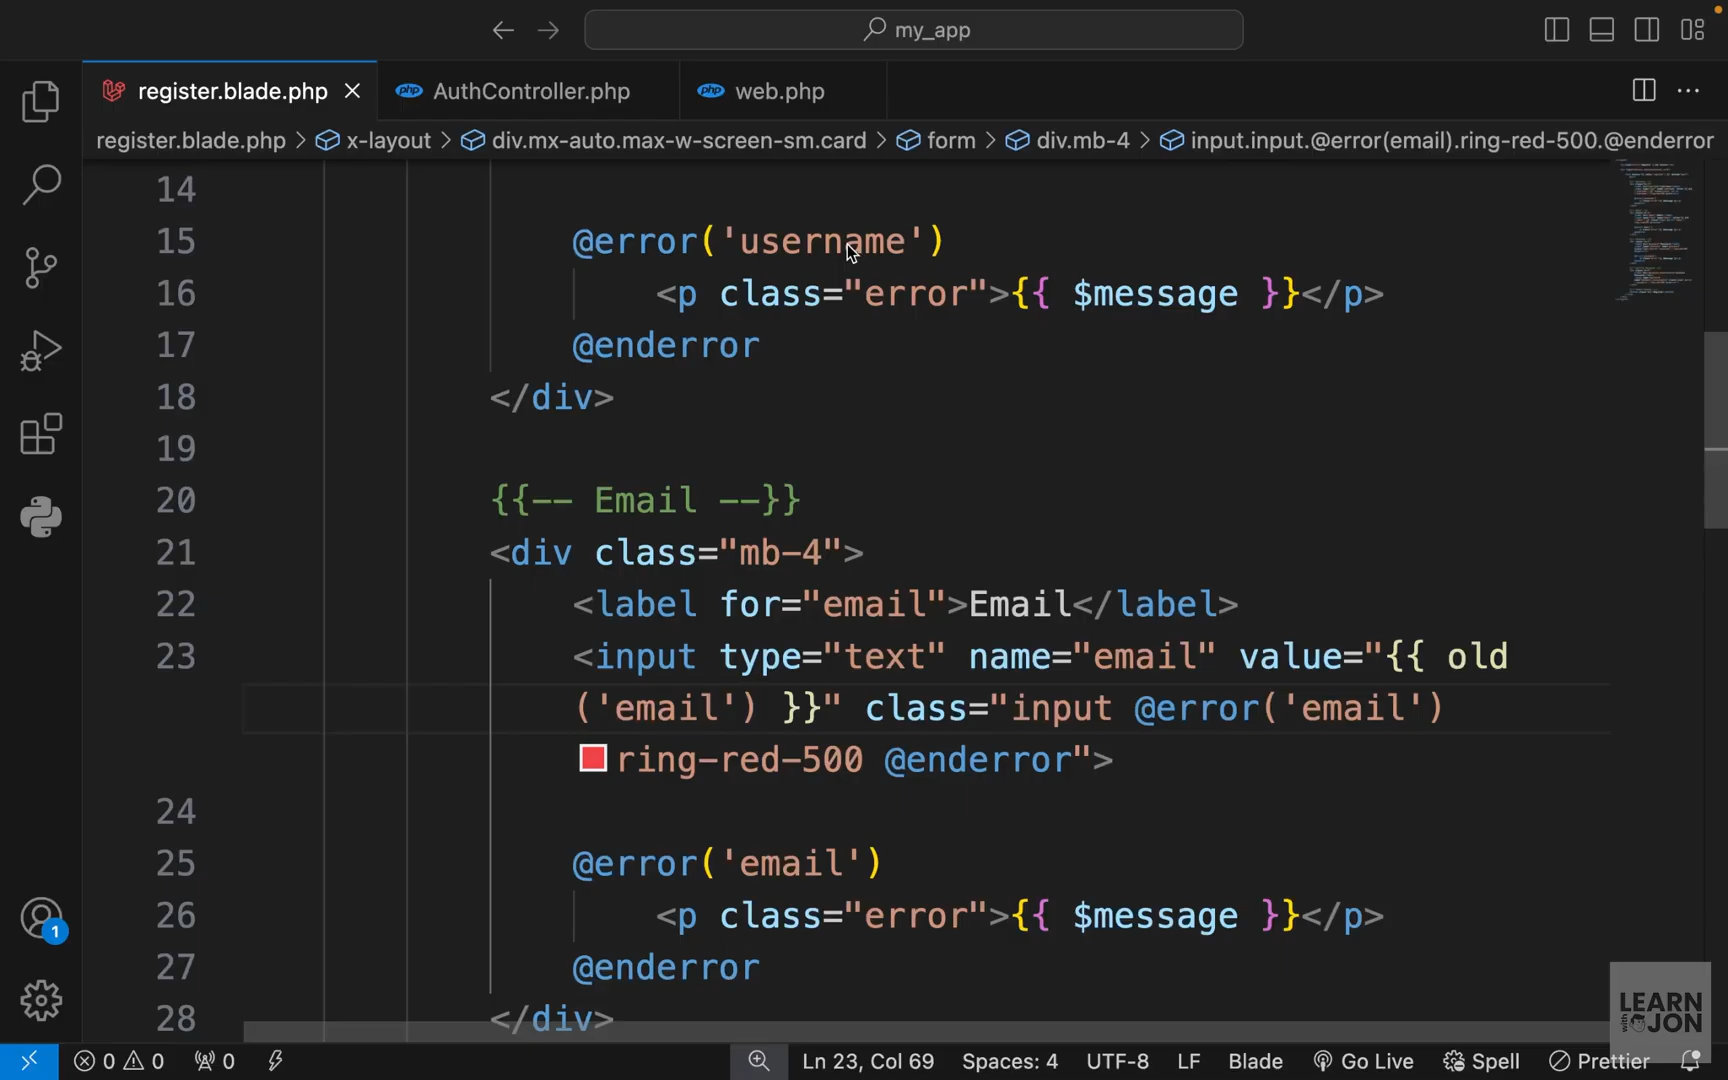 my_app
register.blade.php
AuthController.php
web.php
register.blade.php > x-layout > div.mx-auto.max-w-screen-sm.card > form > div.mb-4 > input.input.@error(email).ring-red-500.@enderror
14
15 @error('username')
16 <p class="error">{{ $message }}</p>
17 @enderror
18 </div>
19
20 {{-- Email --}}
21 <div class="mb-4">
22 <label for="email">Email</label>
23 <input type="text" name="email" value="{{ old
('email') }}" class="input @error('email')
ring-red-500 @enderror">
24
25 @error('email')
26 <p class="error">{{ $message }}</p>
27 @enderror
28 </div>
1
LEARN
with JON
0 0 0 Ln 23, Col 69 Spaces: 4 UTF-8 LF Blade Go Live Spell Prettier